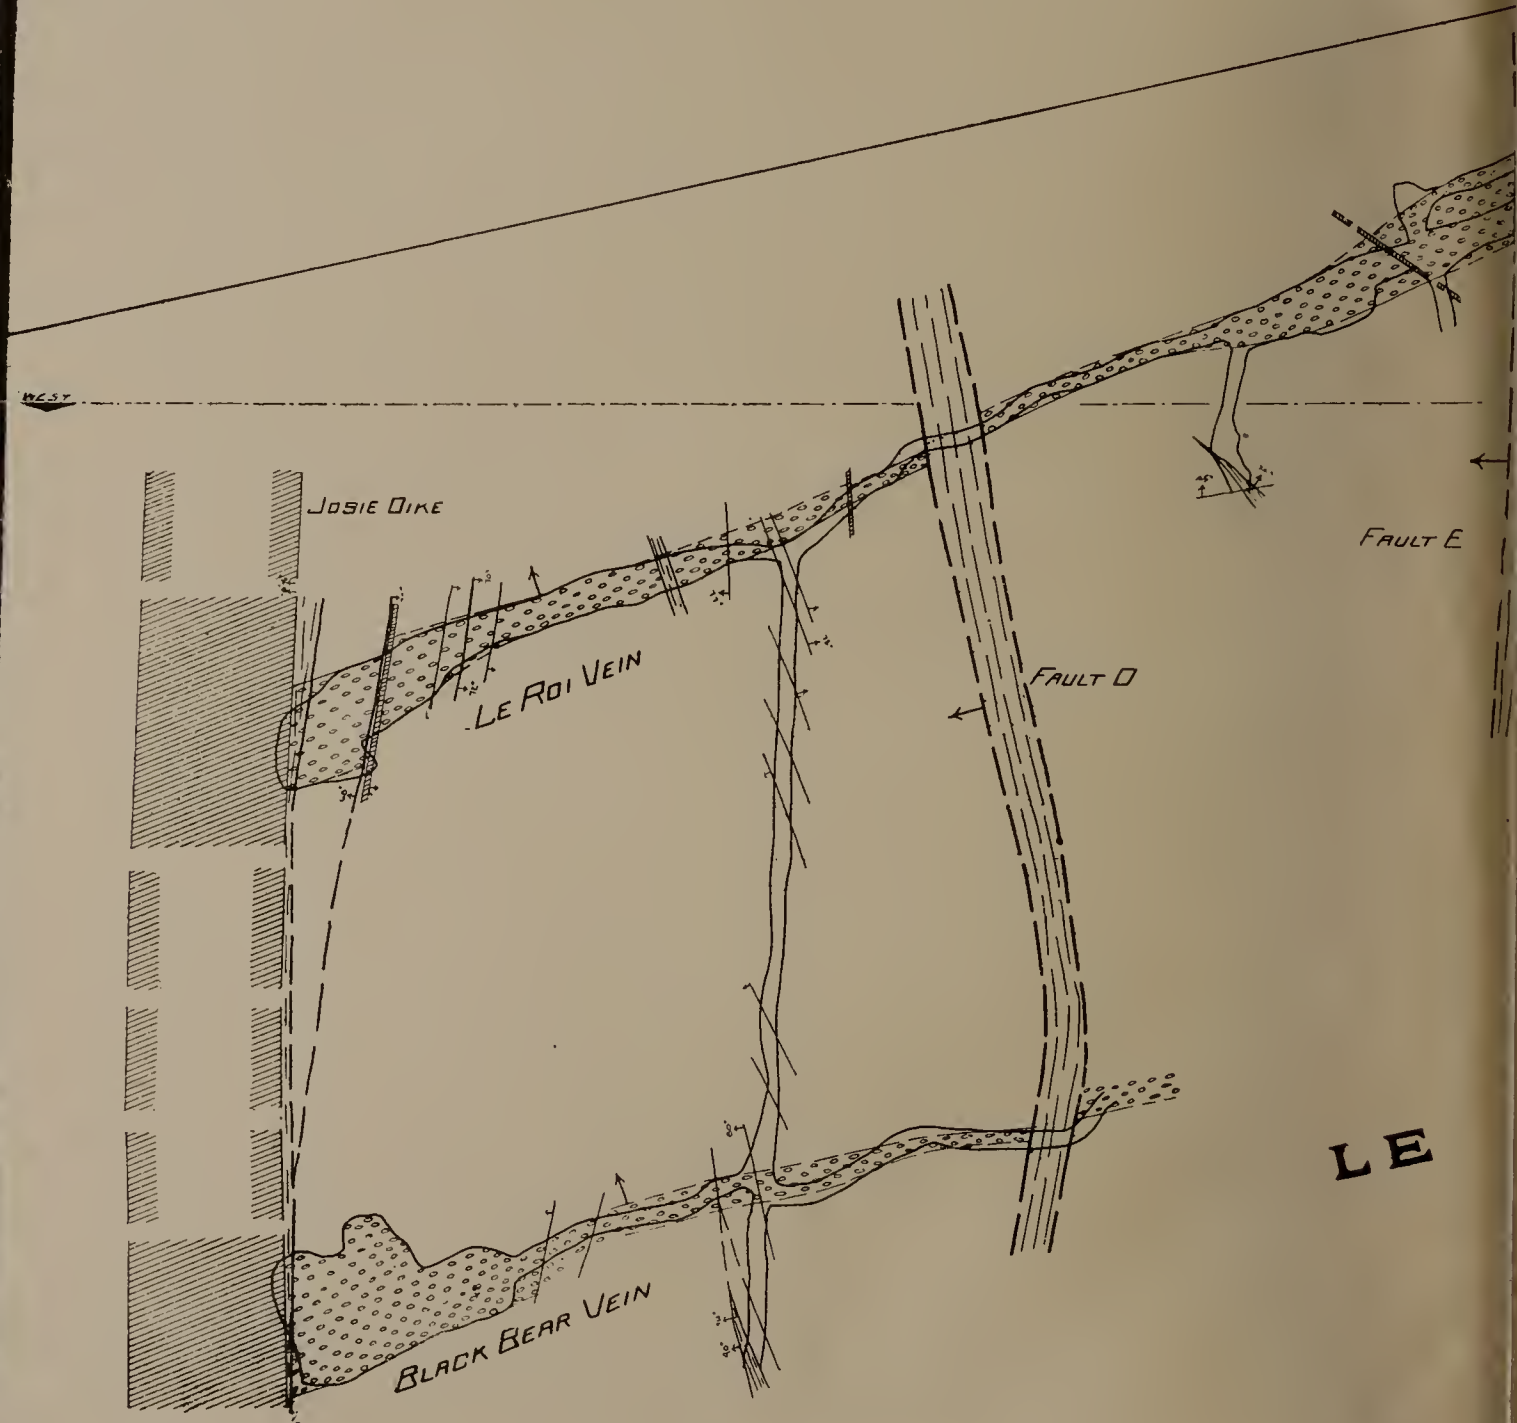 WEST
JOSIE DIKE
FAULT E
LE ROI VEIN
FAULT D
LE
BLACK BEAR VEIN